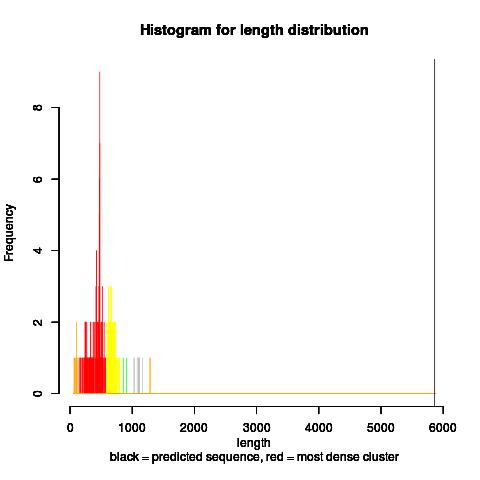 Histogram for length distribution
Frequency
8
6
4
2
0
0 1000 2000 3000 4000 5000 6000
length
black = predicted sequence, red = most dense cluster